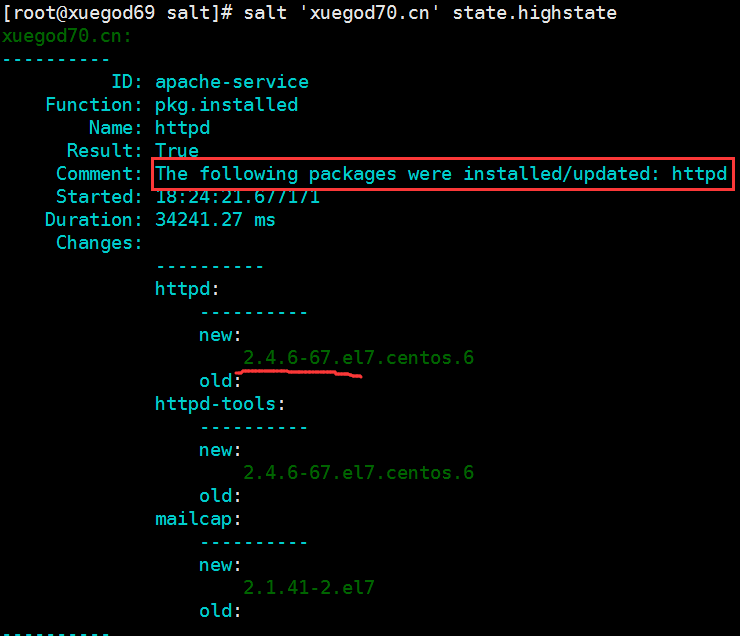 [root@xuegod69 salt]# salt 'xuegod70.cn' state.highstate
xuegod70.cn:
----------
ID: apache-service
Function: pkg.installed
Name: httpd
Result: True
Comment: The following packages were installed/updated: httpd
Started: 18:24:21.677171
Duration: 34241.27 ms
Changes:
----------
httpd:
----------
new:
2.4.6-67.el7.centos.6
old:
httpd-tools:
----------
new:
2.4.6-67.el7.centos.6
old:
mailcap:
----------
new:
2.1.41-2.el7
old:
----------